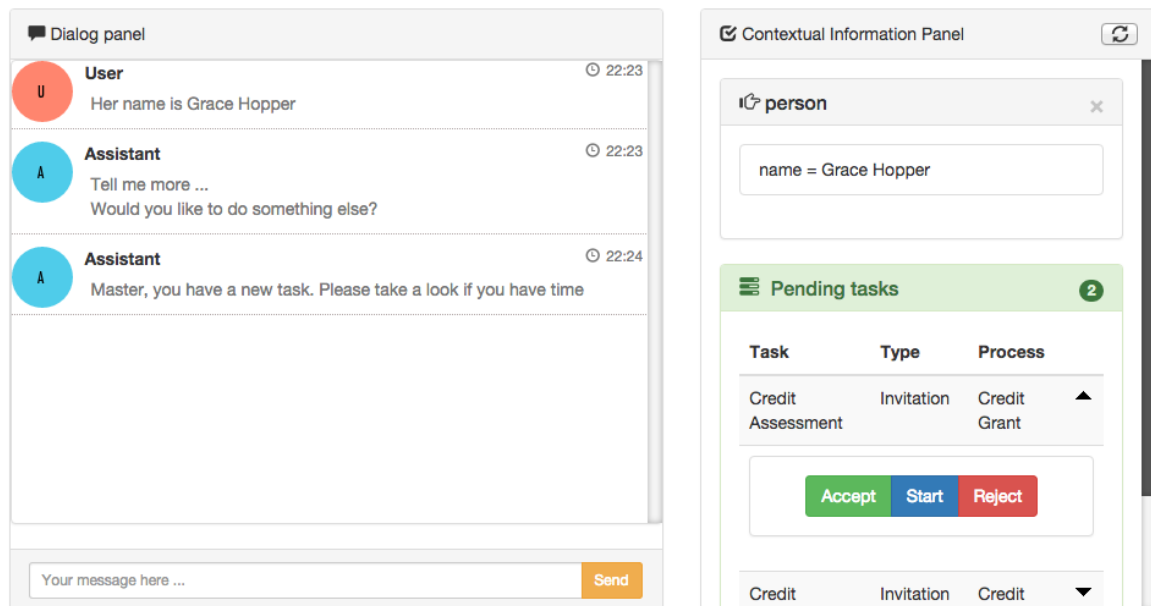 Dialog panel
U
User
22:23
Her name is Grace Hopper
A
Assistant
22:23
Tell me more ...
Would you like to do something else?
A
Assistant
22:24
Master, you have a new task. Please take a look if you have time
Your message here ...
Send
Contextual Information Panel
person
×
name = Grace Hopper
Pending tasks
2
Task Type Process
Credit Invitation Credit
Assessment Grant
Accept Start Reject
Credit Invitation Credit